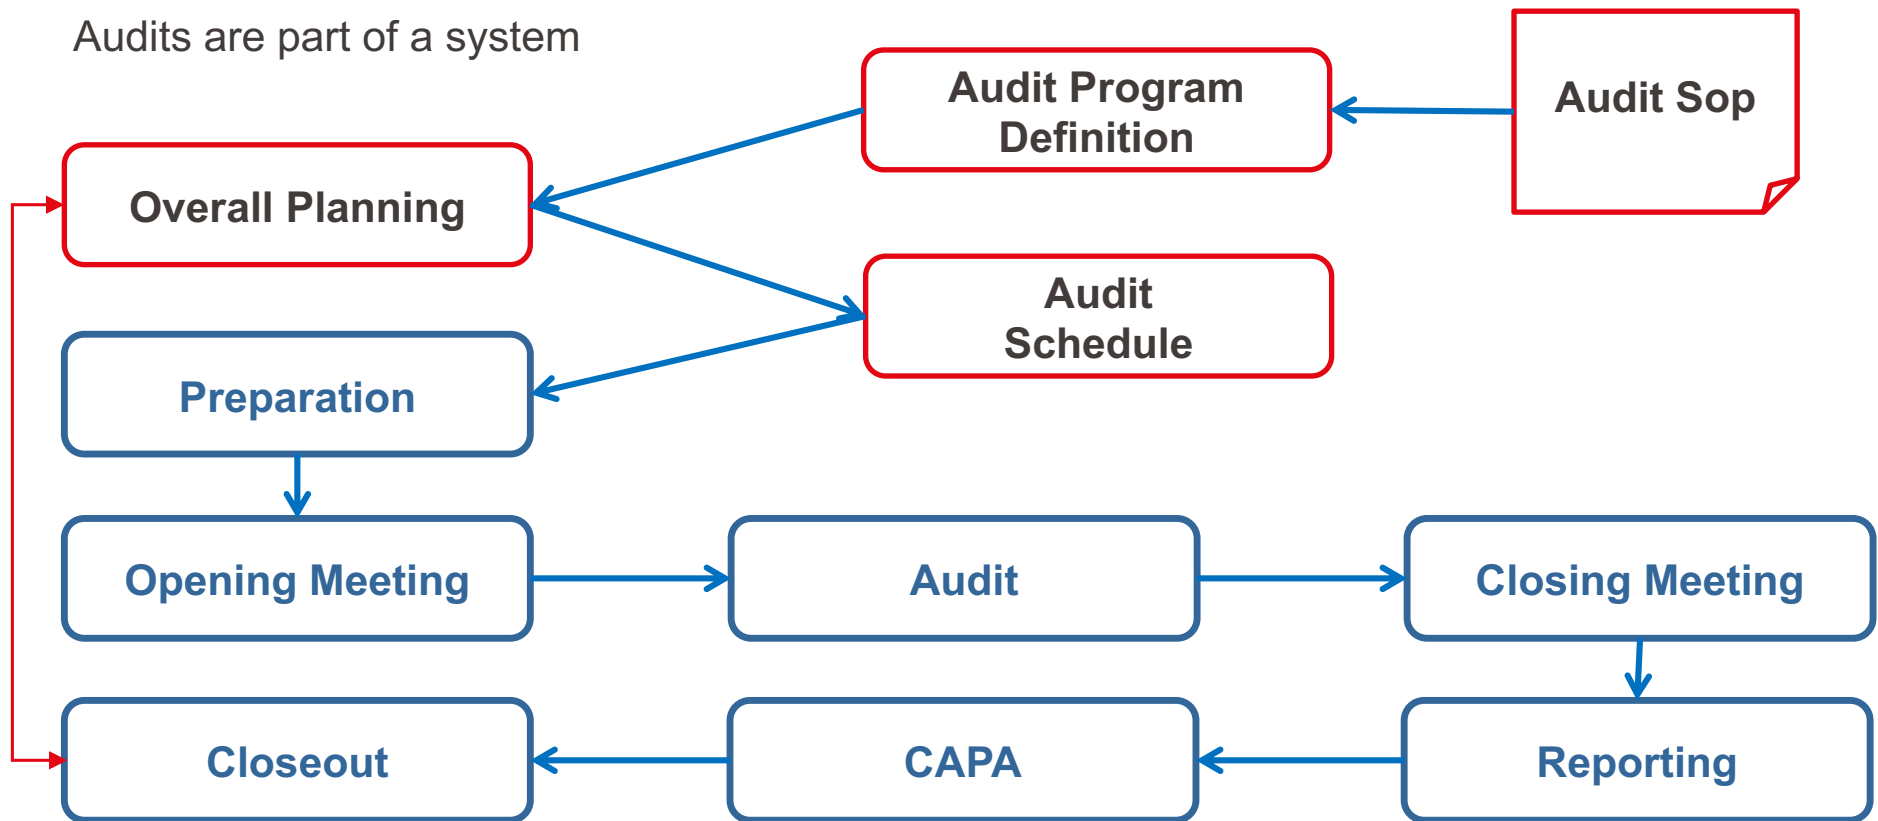 Audits are part of a system
Audit Program
Definition
Audit Sop
Overall Planning
Audit
Schedule
Preparation
Opening Meeting
Audit
Closing Meeting
Closeout
CAPA
Reporting